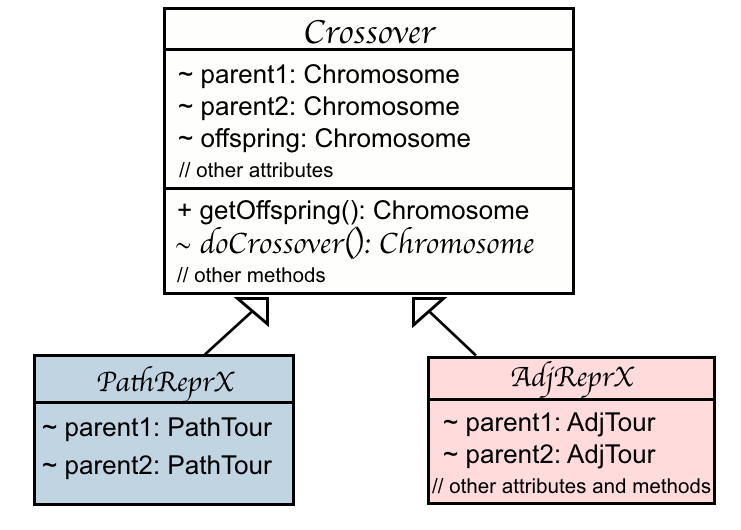 Crossover
~ parent1: Chromosome
~ parent2: Chromosome
~ offspring: Chromosome
// other attributes
+ getOffspring(): Chromosome
~ doCrossover(): Chromosome
// other methods
PathReprX
~ parent1: PathTour
~ parent2: PathTour
AdjReprX
~ parent1: AdjTour
~ parent2: AdjTour
// other attributes and methods